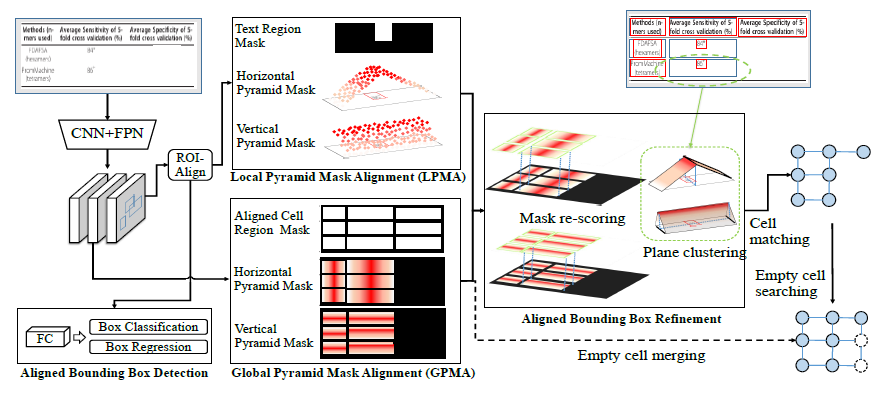 Methods (n-
mers used)
Average Sensitivity of 5-
fold cross validation (%)
Average Specificity of 5-
fold cross validation (%)
FDAFSA
(hexamers)
84*
FromMachine
(tetramers)
86*
CNN+FPN
ROI-
Align
FC
Box Classification
Box Regression
Aligned Bounding Box Detection
Text Region
Mask
Horizontal
Pyramid Mask
Vertical
Pyramid Mask
Local Pyramid Mask Alignment (LPMA)
Aligned Cell
Region Mask
Horizontal
Pyramid Mask
Vertical
Pyramid Mask
Global Pyramid Mask Alignment (GPMA)
Mask re-scoring
Plane clustering
Aligned Bounding Box Refinement
Methods (n-
mers used)
Average Sensitivity of 5-
fold cross validation (%)
Average Specificity of 5-
fold cross validation (%)
FDAFSA
(hexamers)
84*
FromMachine
(tetramers)
86*
Cell
matching
Empty cell
searching
Empty cell merging